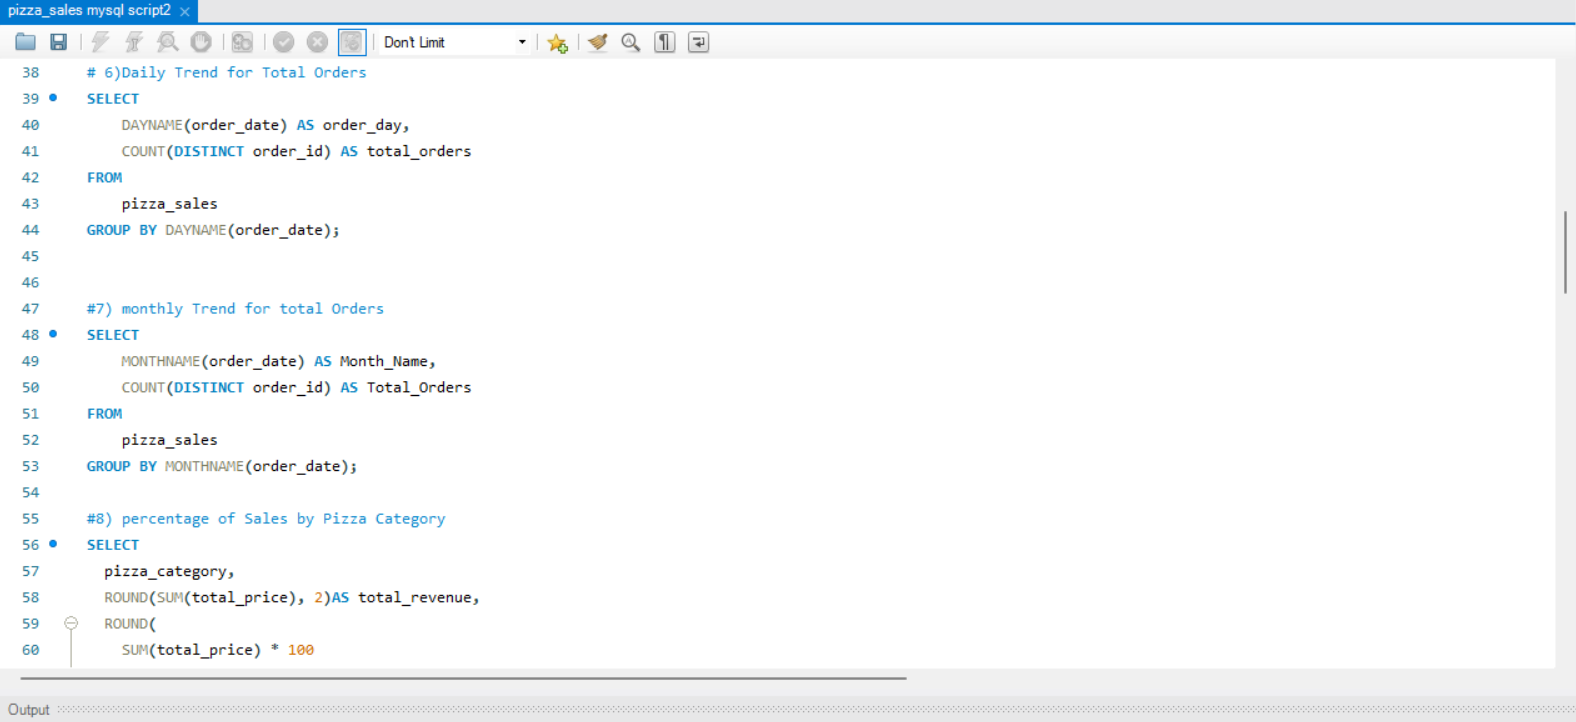 pizza_sales mysql script2
Don't Limit
38 # 6)Daily Trend for Total Orders
39 SELECT
40 DAYNAME(order_date) AS order_day,
41 COUNT(DISTINCT order_id) AS total_orders
42 FROM
43 pizza_sales
44 GROUP BY DAYNAME(order_date);
45
46
47 #7) monthly Trend for total Orders
48 SELECT
49 MONTHNAME(order_date) AS Month_Name,
50 COUNT(DISTINCT order_id) AS Total_Orders
51 FROM
52 pizza_sales
53 GROUP BY MONTHNAME(order_date);
54
55 #8) percentage of Sales by Pizza Category
56 SELECT
57 pizza_category,
58 ROUND(SUM(total_price), 2)AS total_revenue,
59 ROUND(
60 SUM(total_price) * 100
Output